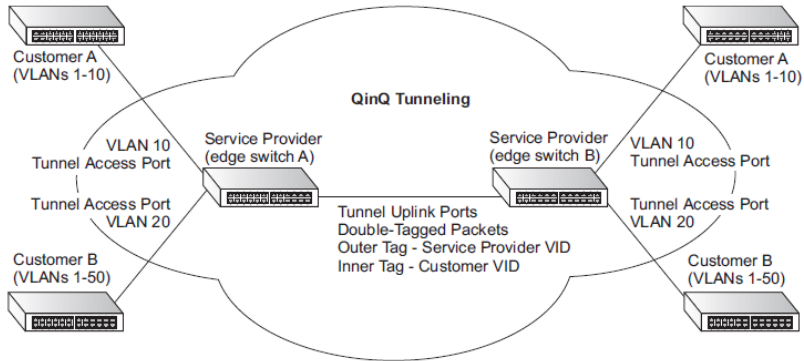 Customer A
(VLANs 1-10)
Customer A
(VLANs 1-10)
QinQ Tunneling
Service Provider
(edge switch A)
Service Provider
(edge switch B)
VLAN 10
Tunnel Access Port
VLAN 10
Tunnel Access Port
Tunnel Access Port
VLAN 20
Tunnel Uplink Ports
Double-Tagged Packets
Outer Tag - Service Provider VID
Inner Tag - Customer VID
Tunnel Access Port
VLAN 20
Customer B
(VLANs 1-50)
Customer B
(VLANs 1-50)